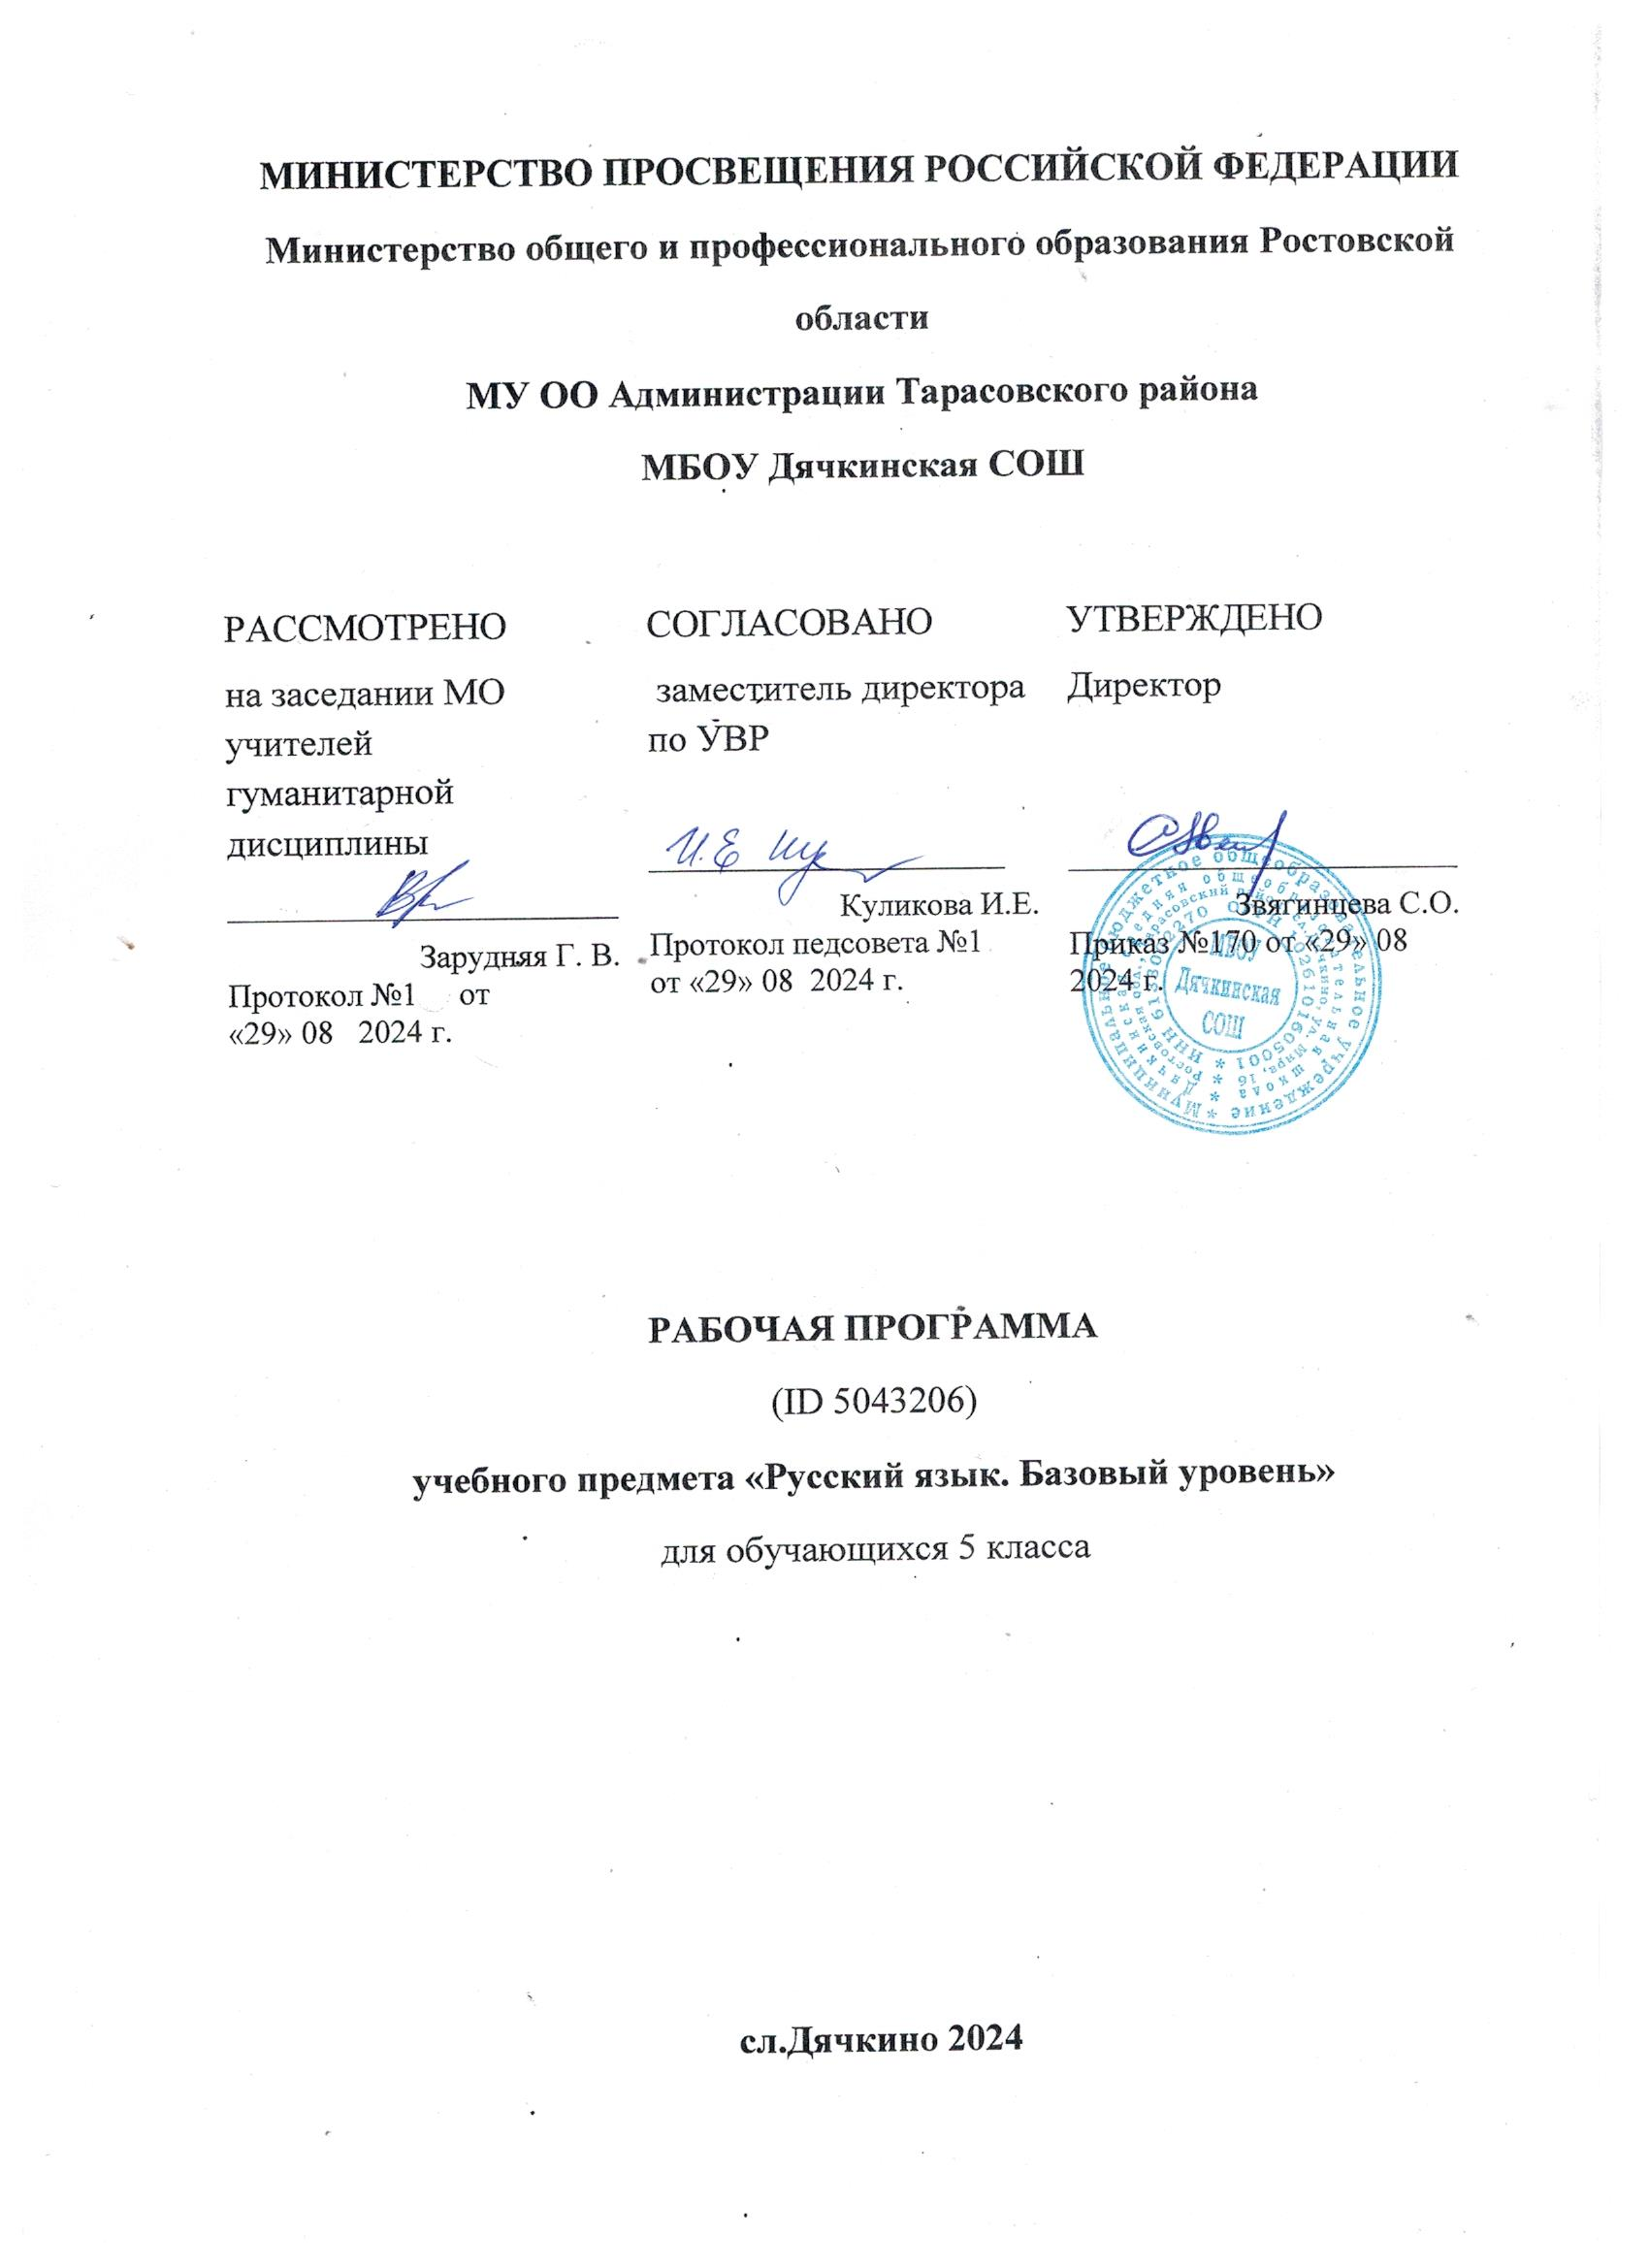 МИНИСТЕРСТВО ПРОСВЕЩЕНИЯ РОССИЙСКОЙ ФЕДЕРАЦИИ
Министерство общего и профессионального образования Ростовской
области
МУ ОО Администрации Тарасовского района
МБОУ Дячкинская СОШ
РАССМОТРЕНО
на заседании МО
учителей
гуманитарной
дисциплины
Зарудняя Г. В.
Протокол №1 от
«29» 08 2024 г.
СОГЛАСОВАНО
заместитель директора
по УВР
И.Е.
Куликова И.Е.
Протокол педсовета №1
от «29» 08 2024 г.
УТВЕРЖДЕНО
Директор
Звягинцева С.О.
Приказ №170 от «29» 08
2024 г.
МБОУ
Дячкинская
СОШ
РАБОЧАЯ ПРОГРАММА
(ID 5043206)
учебного предмета «Русский язык. Базовый уровень»
для обучающихся 5 класса
сл.Дячкино 2024